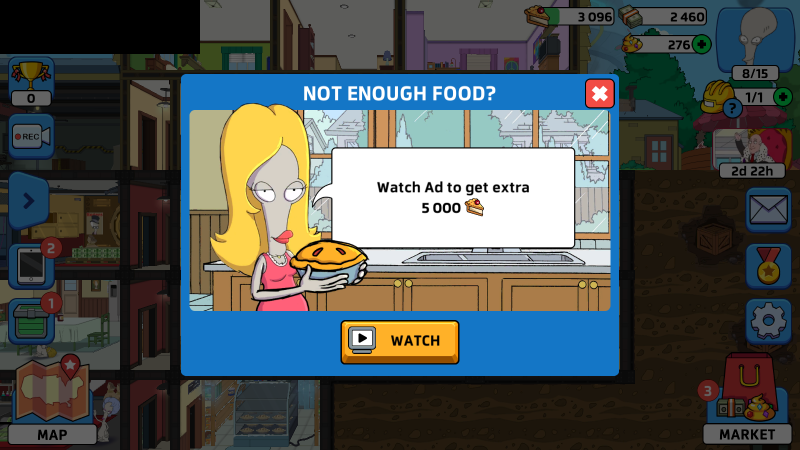 3 096
2 460
276
8/15
0
1/1
?
REC
2d 22h
NOT ENOUGH FOOD?
Watch Ad to get extra
5 000
WATCH
2
1
3
MAP
MARKET